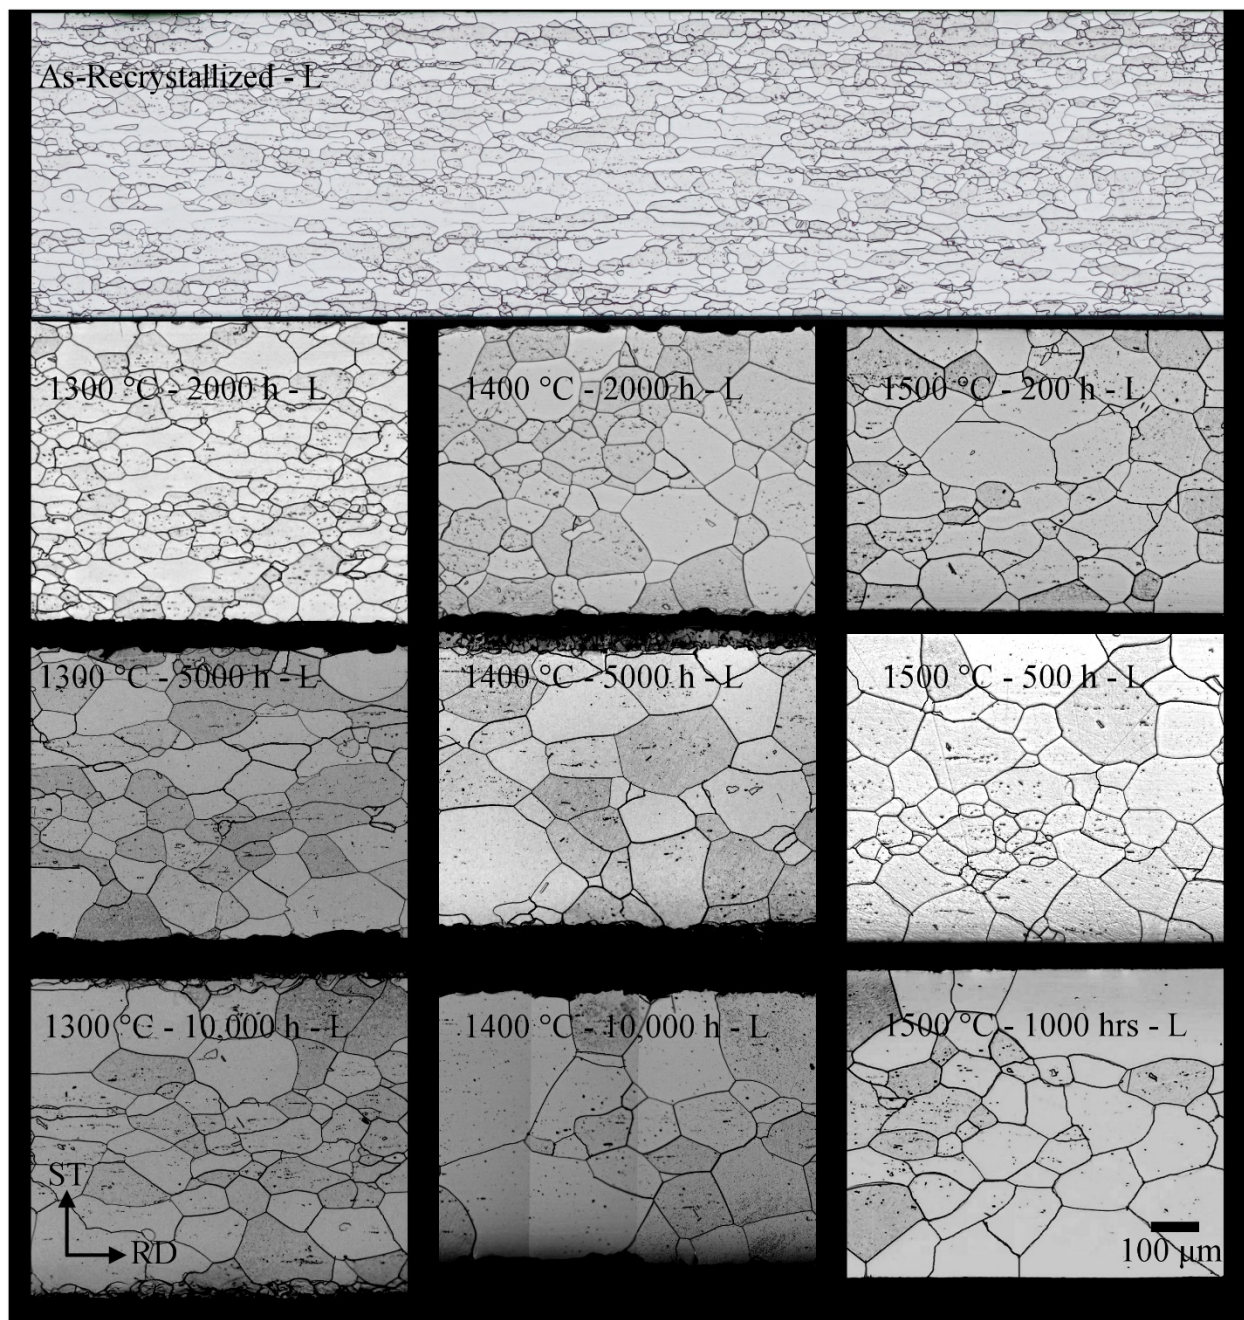 As-Recrystallized - L
1300 °C - 2000 h - L
1400 °C - 2000 h - L
1500 °C - 200 h - L
1300 °C - 5000 h - L
1400 °C - 5000 h - L
1500 °C - 500 h - L
1300 °C - 10,000 h - L
1400 °C - 10,000 h - L
1500 °C - 1000 hrs - L
ST
RD
100 μm